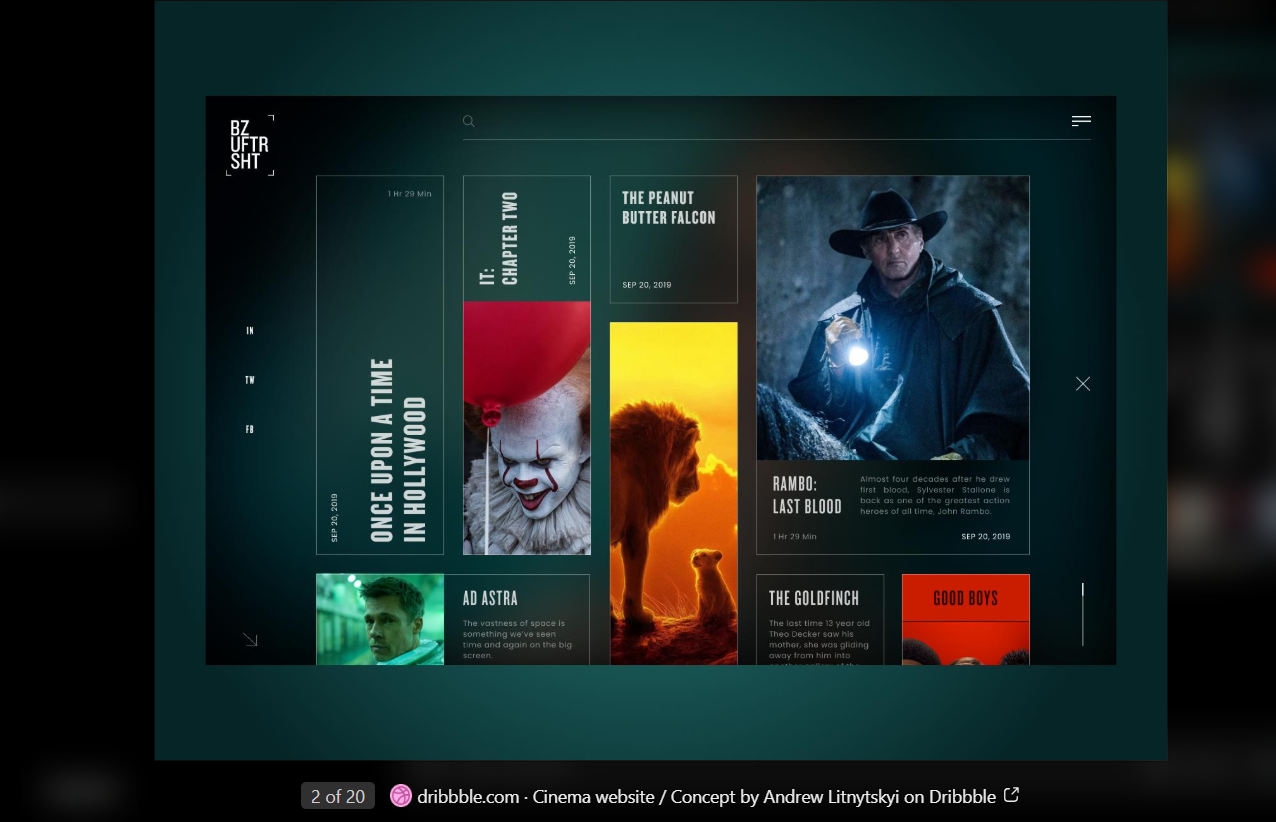 BZ
UFTR
SHT
IN
TW
FB
1 Hr 29 Min
ONCE UPON A TIME
IN HOLLYWOOD
SEP 20, 2019
IT:
CHAPTER TWO
SEP 20, 2019
THE PEANUT
BUTTER FALCON
SEP 20, 2019
RAMBO:
LAST BLOOD
Almost four decades after he drew
first blood, Sylvester Stallone is
back as one of the greatest action
heroes of all time, John Rambo.
1 Hr 29 Min
SEP 20, 2019
AD ASTRA
The vastness of space is
something we've seen
time and again on the big
screen.
THE GOLDFINCH
The last time 13 year old
Theo Decker saw his
mother, she was gliding
away from him into
GOOD BOYS
2 of 20
dribbble.com · Cinema website / Concept by Andrew Litnytskyi on Dribbble